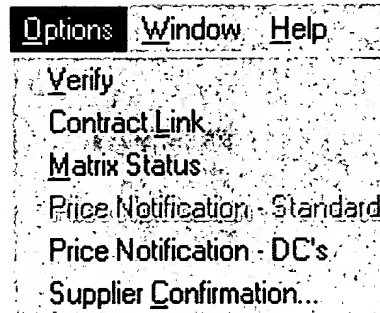 Options Window Help
Verify
Contract Link
Matrix Status
Price Notification - Standard
Price Notification - DC's
Supplier Confirmation...